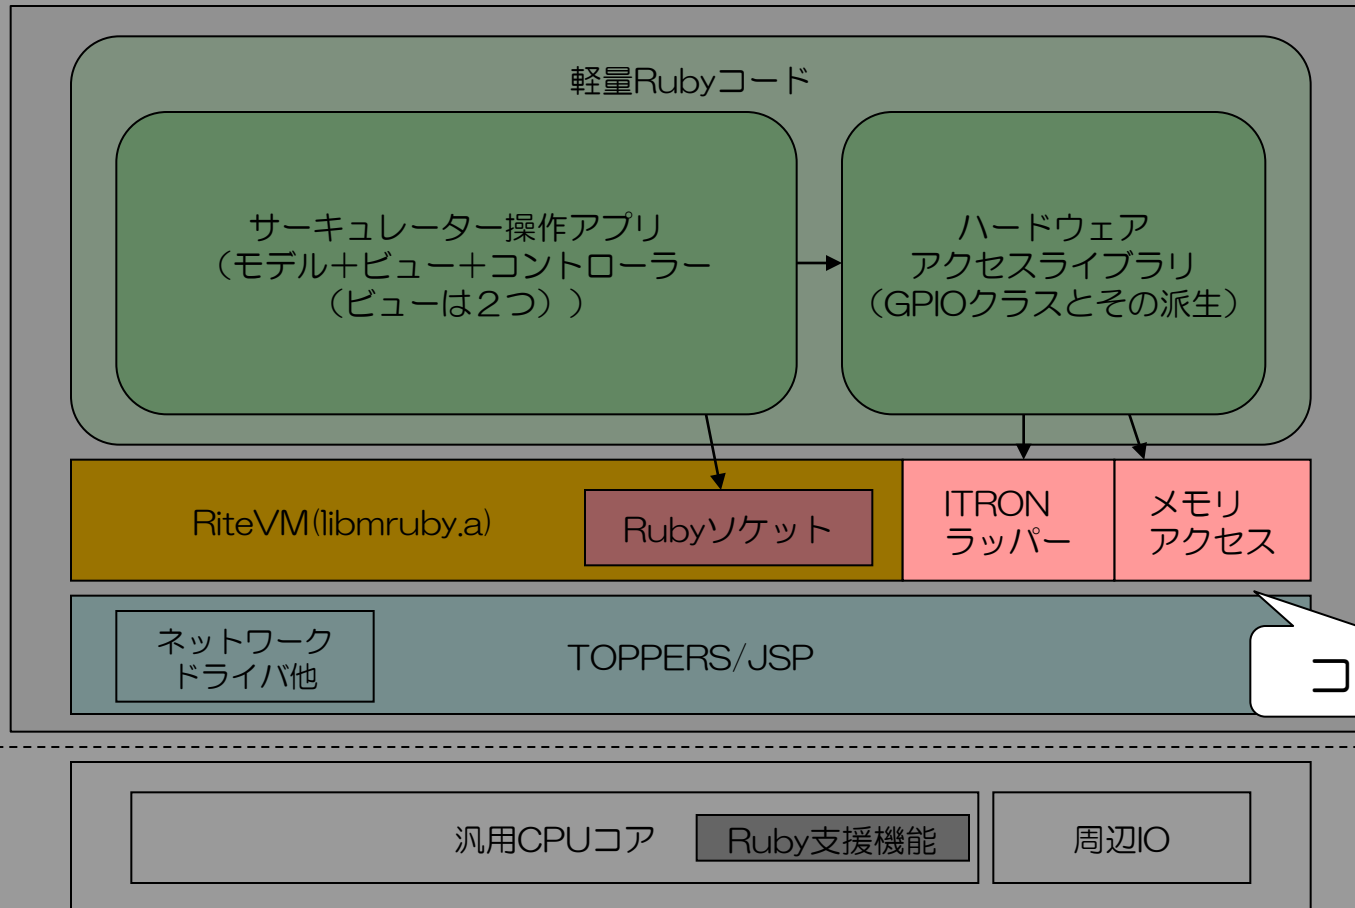 軽量Rubyコード
サーキュレーター操作アプリ
（モデル＋ビュー＋コントローラー
（ビューは２つ））
ハードウェア
アクセスライブラリ
（GPIOクラスとその派生）
RiteVM(libmruby.a)
Rubyソケット
ITRON
ラッパー
メモリ
アクセス
ネットワーク
ドライバ他
TOPPERS/JSP
コ
汎用CPUコア
Ruby支援機能
周辺IO